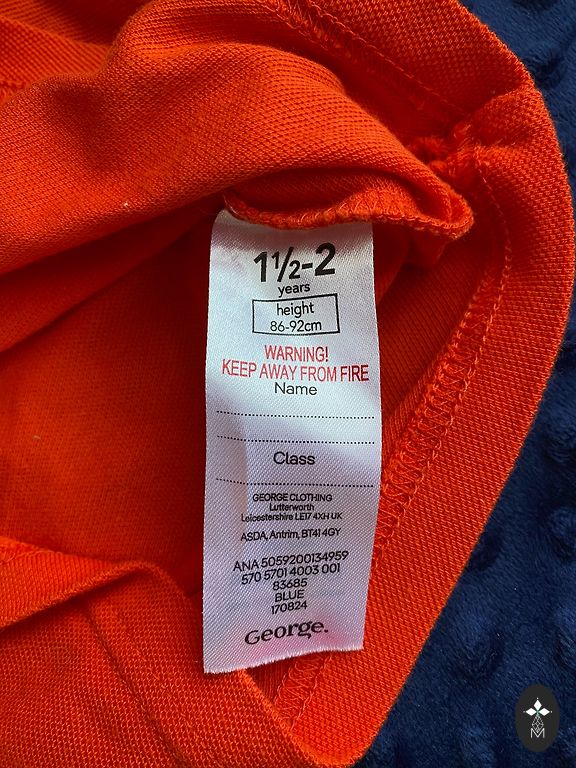 1½-2
years
height
86-92cm
WARNING!
KEEP AWAY FROM FIRE
Name
Class
GEORGE CLOTHING
Lutterworth
Leicestershire LE17 4XH UK
ASDA, Antrim, BT41 4GY
ANA 5059200134959
570 5701 4003 001
83685
BLUE
170824
George.
M